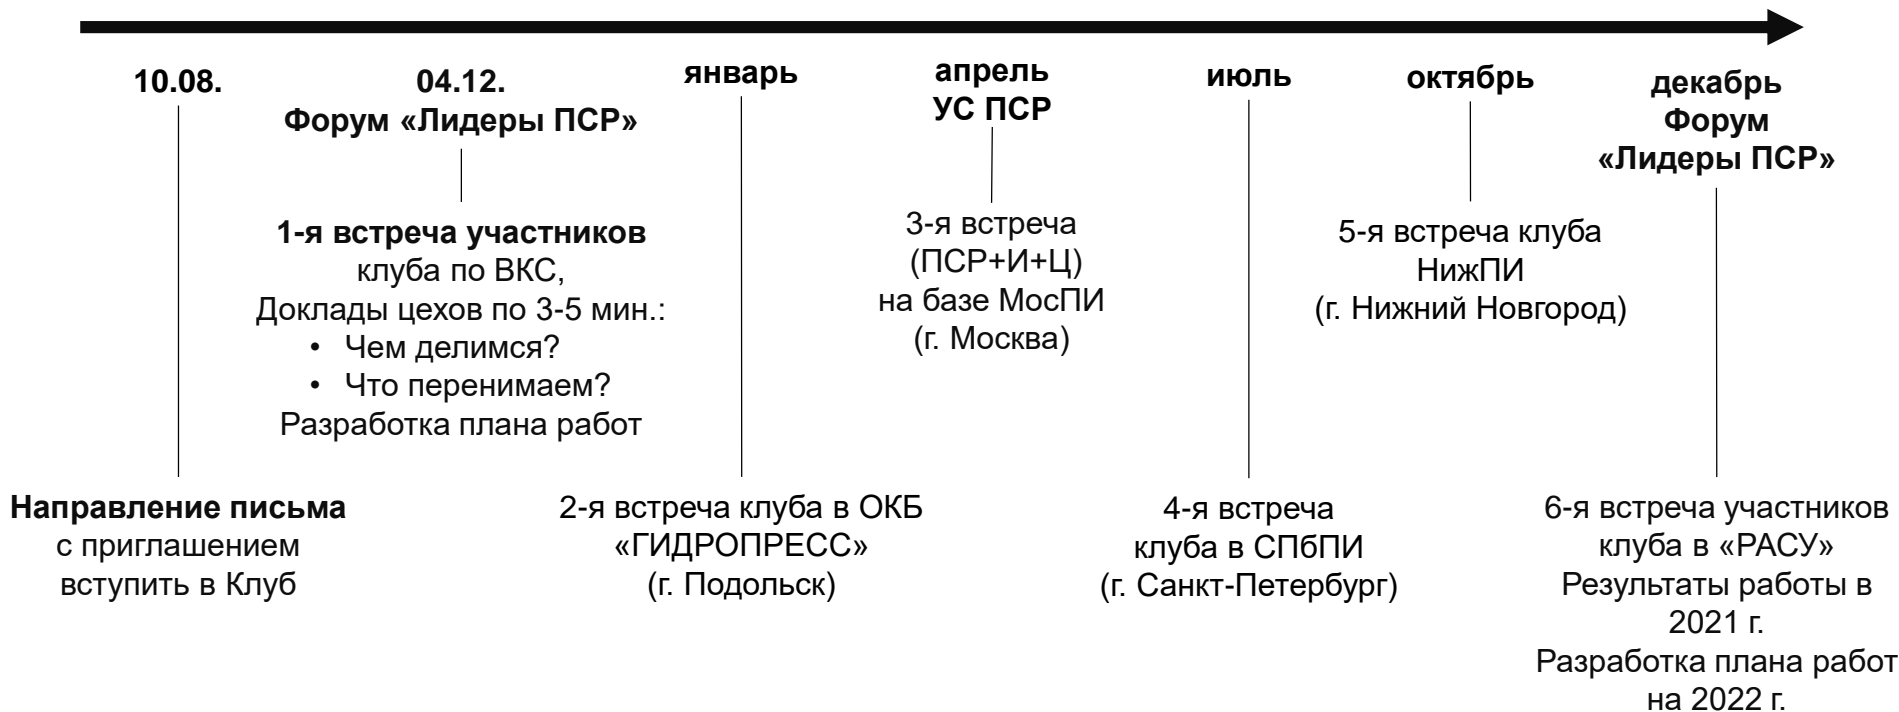 10.08.
Направление письма
с приглашением
вступить в Клуб
04.12.
Форум «Лидеры ПСР»
1-я встреча участников
клуба по ВКС,
Доклады цехов по 3-5 мин.:
• Чем делимся?
• Что перенимаем?
Разработка плана работ
январь
2-я встреча клуба в ОКБ
«ГИДРОПРЕСС»
(г. Подольск)
апрель
УС ПСР
3-я встреча
(ПСР+И+Ц)
на базе МосПИ
(г. Москва)
июль
4-я встреча
клуба в СПбПИ
(г. Санкт-Петербург)
октябрь
5-я встреча клуба
НижПИ
(г. Нижний Новгород)
декабрь
Форум
«Лидеры ПСР»
6-я встреча участников
клуба в «РАСУ»
Результаты работы в
2021 г.
Разработка плана работ
на 2022 г.